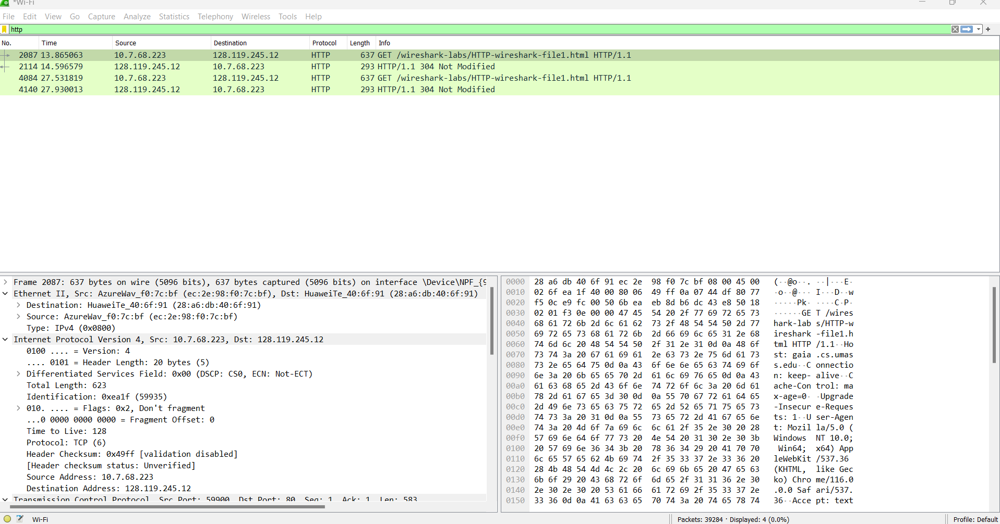 *Wi-Fi
File Edit View Go Capture Analyze Statistics Telephony Wireless Tools Help
http
No. Time Source Destination Protocol Length Info
2087 13.865063 10.7.68.223 128.119.245.12 HTTP 637 GET /wireshark-labs/HTTP-wireshark-file1.html HTTP/1.1
2114 14.596579 128.119.245.12 10.7.68.223 HTTP 293 HTTP/1.1 304 Not Modified
4084 27.531819 10.7.68.223 128.119.245.12 HTTP 637 GET /wireshark-labs/HTTP-wireshark-file1.html HTTP/1.1
4140 27.930013 128.119.245.12 10.7.68.223 HTTP 293 HTTP/1.1 304 Not Modified
Frame 2087: 637 bytes on wire (5096 bits), 637 bytes captured (5096 bits) on interface \Device\NPF_{9
Ethernet II, Src: AzureWav_f0:7c:bf (ec:2e:98:f0:7c:bf), Dst: HuaweiTe_40:6f:91 (28:a6:db:40:6f:91)
Destination: HuaweiTe_40:6f:91 (28:a6:db:40:6f:91)
Source: AzureWav_f0:7c:bf (ec:2e:98:f0:7c:bf)
Type: IPv4 (0x0800)
Internet Protocol Version 4, Src: 10.7.68.223, Dst: 128.119.245.12
0100 .... = Version: 4
.... 0101 = Header Length: 20 bytes (5)
Differentiated Services Field: 0x00 (DSCP: CS0, ECN: Not-ECT)
Total Length: 623
Identification: 0xea1f (59935)
010. .... = Flags: 0x2, Don't fragment
...0 0000 0000 0000 = Fragment Offset: 0
Time to Live: 128
Protocol: TCP (6)
Header Checksum: 0x49ff [validation disabled]
[Header checksum status: Unverified]
Source Address: 10.7.68.223
Destination Address: 128.119.245.12
Transmission Control Protocol, Src Port: 59900, Dst Port: 80, Seq: 1, Ack: 1, Len: 583
0000 28 a6 db 40 6f 91 ec 2e 98 f0 7c bf 08 00 45 00 (··@o··. ··|···E·
0010 02 6f ea 1f 40 00 80 06 49 ff 0a 07 44 df 80 77 ·o··@··· I···D··w
0020 f5 0c e9 fc 00 50 6b ea eb 8d b6 dc 43 e8 50 18 ·····Pk· ····C·P·
0030 02 01 f3 0e 00 00 47 45 54 20 2f 77 69 72 65 73 ······GE T /wires
0040 68 61 72 6b 2d 6c 61 62 73 2f 48 54 54 50 2d 77 hark-lab s/HTTP-w
0050 69 72 65 73 68 61 72 6b 2d 66 69 6c 65 31 2e 68 ireshark -file1.h
0060 74 6d 6c 20 48 54 54 50 2f 31 2e 31 0d 0a 48 6f tml HTTP /1.1··Ho
0070 73 74 3a 20 67 61 69 61 2e 63 73 2e 75 6d 61 73 st: gaia .cs.umas
0080 73 2e 65 64 75 0d 0a 43 6f 6e 6e 65 63 74 69 6f s.edu··C onnectio
0090 6e 3a 20 6b 65 65 70 2d 61 6c 69 76 65 0d 0a 43 n: keep- alive··C
00a0 61 63 68 65 2d 43 6f 6e 74 72 6f 6c 3a 20 6d 61 ache-Con trol: ma
00b0 78 2d 61 67 65 3d 30 0d 0a 55 70 67 72 61 64 65 x-age=0· ·Upgrade
00c0 2d 49 6e 73 65 63 75 72 65 2d 52 65 71 75 65 73 -Insecur e-Reques
00d0 74 73 3a 20 31 0d 0a 55 73 65 72 2d 41 67 65 6e ts: 1··U ser-Agen
00e0 74 3a 20 4d 6f 7a 69 6c 6c 61 2f 35 2e 30 20 28 t: Mozil la/5.0 (
00f0 57 69 6e 64 6f 77 73 20 4e 54 20 31 30 2e 30 3b Windows NT 10.0;
0100 20 57 69 6e 36 34 3b 20 78 36 34 29 20 41 70 70 Win64; x64) App
0110 6c 65 57 65 62 4b 69 74 2f 35 33 37 2e 33 36 20 leWebKit /537.36
0120 28 4b 48 54 4d 4c 2c 20 6c 69 6b 65 20 47 65 63 (KHTML, like Gec
0130 6b 6f 29 20 43 68 72 6f 6d 65 2f 31 31 36 2e 30 ko) Chro me/116.0
0140 2e 30 2e 30 20 53 61 66 61 72 69 2f 35 33 37 2e .0.0 Saf ari/537.
0150 33 36 0d 0a 41 63 63 65 70 74 3a 20 74 65 78 74 36··Acce pt: text
Wi-Fi Packets: 39284 · Displayed: 4 (0.0%) Profile: Default